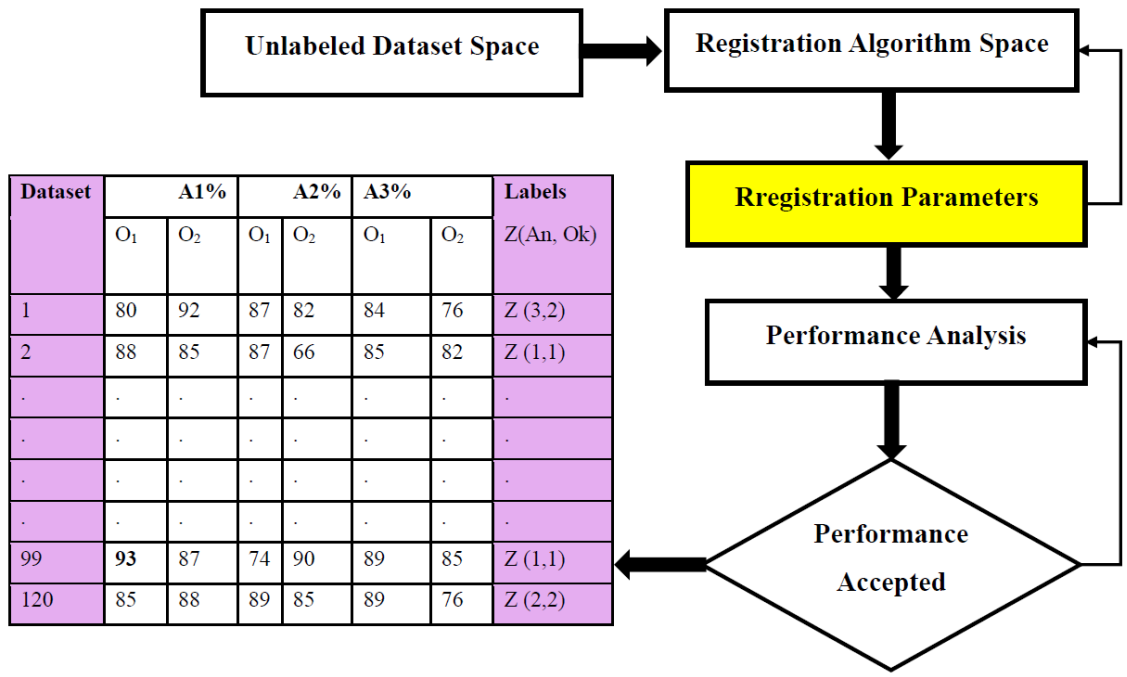 Unlabeled Dataset Space
Registration Algorithm Space
Rregistration Parameters
Performance Analysis
Performance
Accepted
Dataset A1% A2% A3% Labels
O₁ O₂ O₁ O₂ O₁ O₂ Z(An, Ok)
1 80 92 87 82 84 76 Z (3,2)
2 88 85 87 66 85 82 Z (1,1)
. . . . . . . .
. . . . . . . .
. . . . . . . .
. . . . . . . .
99 93 87 74 90 89 85 Z (1,1)
120 85 88 89 85 89 76 Z (2,2)